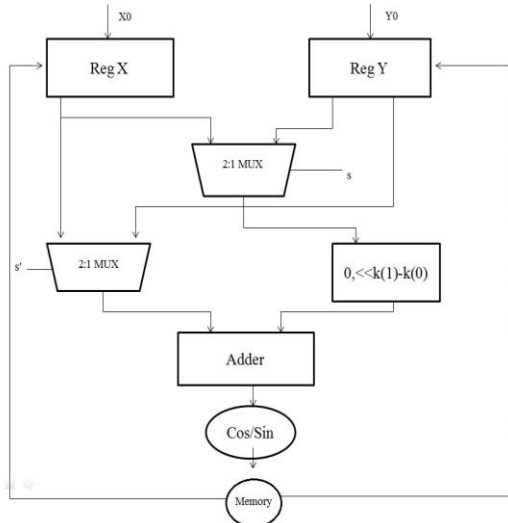 X0
Y0
Reg X
Reg Y
2:1 MUX
s
s'
2:1 MUX
0,<<k(1)-k(0)
Adder
Cos/Sin
Memory